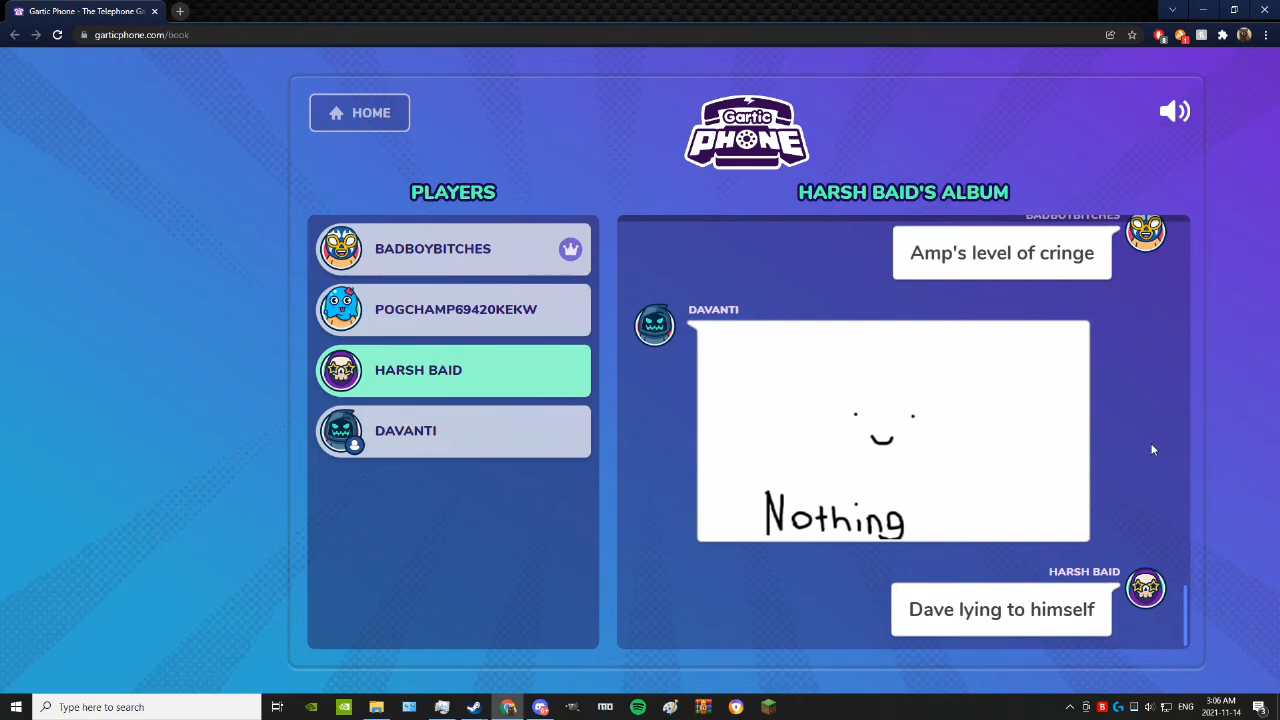 Gartic Phone - The Telephone Ga
garticphone.com/book
HOME
Gartic
PHONE
PLAYERS
HARSH BAID'S ALBUM
BADBOYBITCHES
POGCHAMP69420KEKW
HARSH BAID
DAVANTI
BADBOYBITCHES
Amp's level of cringe
DAVANTI
Nothing
HARSH BAID
Dave lying to himself
Type here to search
ENG
3:06 AM
2021-11-14